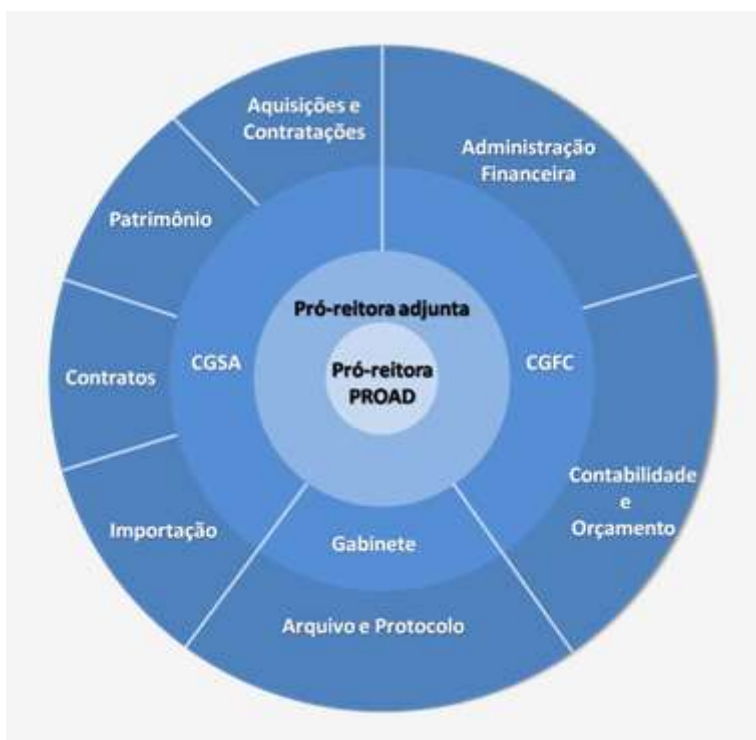 Aquisições e
Contratações
Administração
Financeira
Patrimônio
Pró-reitora adjunta
Contratos
CGSA
Pró-reitora
PROAD
CGFC
Contabilidade
e
Orçamento
Importação
Gabinete
Arquivo e Protocolo